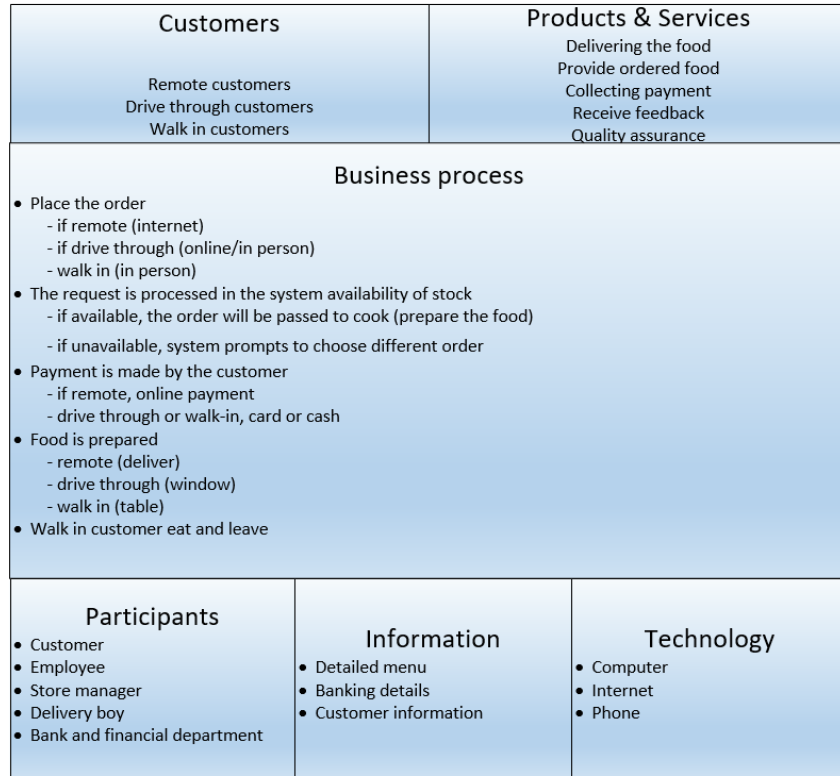 Customers
Remote customers
Drive through customers
Walk in customers
Products & Services
Delivering the food
Provide ordered food
Collecting payment
Receive feedback
Quality assurance
Business process
• Place the order
- if remote (internet)
- if drive through (online/in person)
- walk in (in person)
• The request is processed in the system availability of stock
- if available, the order will be passed to cook (prepare the food)
- if unavailable, system prompts to choose different order
• Payment is made by the customer
- if remote, online payment
- drive through or walk-in, card or cash
• Food is prepared
- remote (deliver)
- drive through (window)
- walk in (table)
• Walk in customer eat and leave
Participants
• Customer
• Employee
• Store manager
• Delivery boy
• Bank and financial department
Information
• Detailed menu
• Banking details
• Customer information
Technology
• Computer
• Internet
• Phone